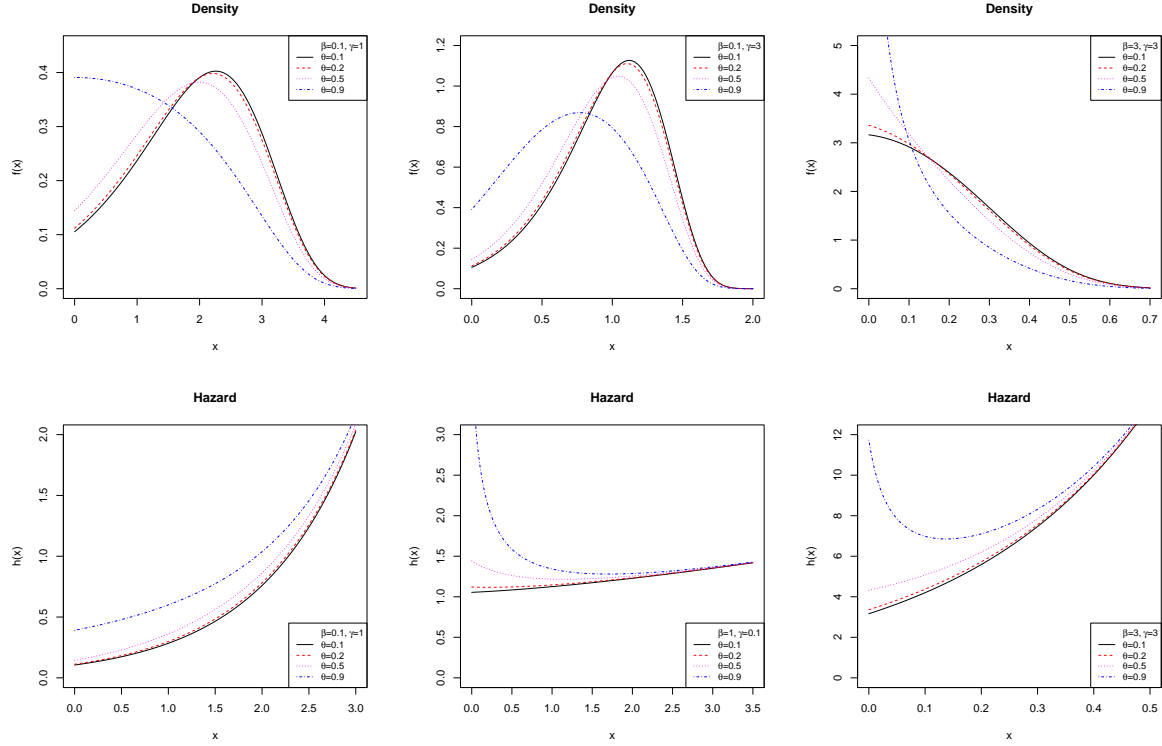 Density
f(x)
0.4
0.3
0.2
0.1
0.0
0 1 2 3 4
x
β=0.1, γ=1
θ=0.1
θ=0.2
θ=0.5
θ=0.9
Density
f(x)
1.2
1.0
0.8
0.6
0.4
0.2
0.0
0.0 0.5 1.0 1.5 2.0
x
β=0.1, γ=3
θ=0.1
θ=0.2
θ=0.5
θ=0.9
Density
f(x)
5
4
3
2
1
0
0.0 0.1 0.2 0.3 0.4 0.5 0.6 0.7
x
β=3, γ=3
θ=0.1
θ=0.2
θ=0.5
θ=0.9
Hazard
h(x)
2.0
1.5
1.0
0.5
0.0
0.0 0.5 1.0 1.5 2.0 2.5 3.0
x
β=0.1, γ=1
θ=0.1
θ=0.2
θ=0.5
θ=0.9
Hazard
h(x)
3.0
2.5
2.0
1.5
1.0
0.5
0.0
0.0 0.5 1.0 1.5 2.0 2.5 3.0 3.5
x
β=1, γ=0.1
θ=0.1
θ=0.2
θ=0.5
θ=0.9
Hazard
h(x)
12
10
8
6
4
2
0
0.0 0.1 0.2 0.3 0.4 0.5
x
β=3, γ=3
θ=0.1
θ=0.2
θ=0.5
θ=0.9